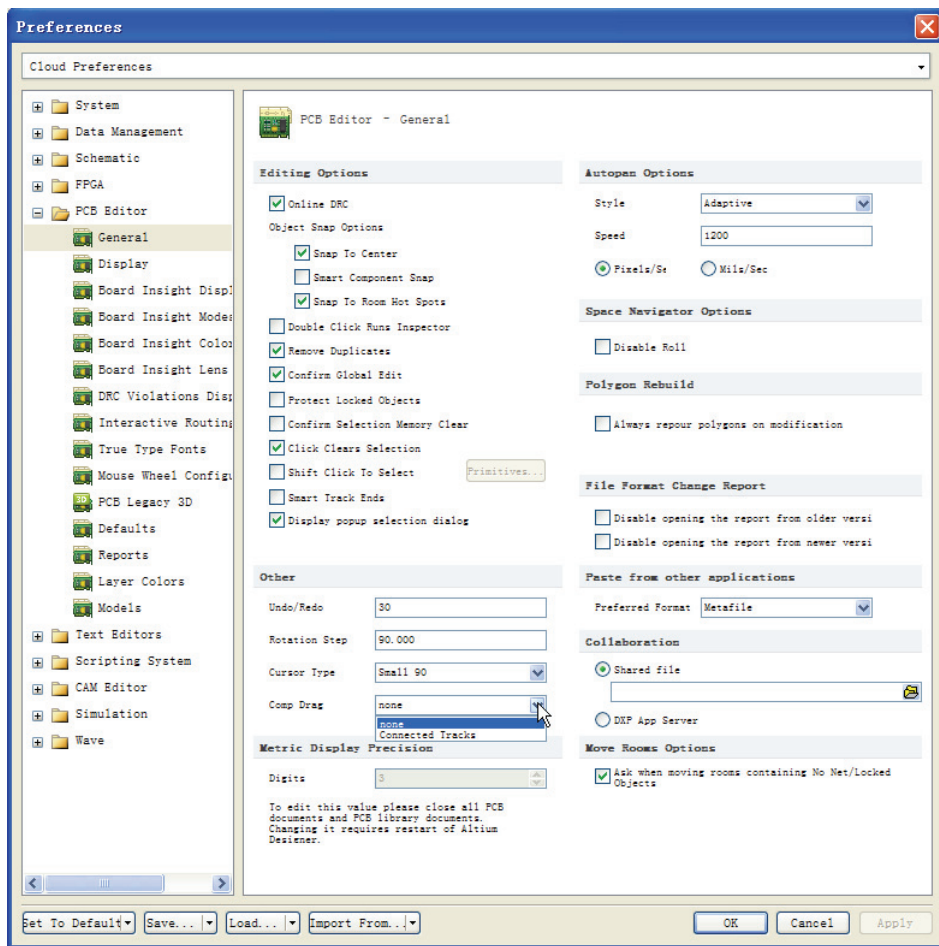 Preferences
Cloud Preferences
System
Data Management
Schematic
FPGA
PCB Editor
General
Display
Board Insight Displ
Board Insight Modes
Board Insight Color
Board Insight Lens
DRC Violations Disp
Interactive Routing
True Type Fonts
Mouse Wheel Configu
PCB Legacy 3D
Defaults
Reports
Layer Colors
Models
Text Editors
Scripting System
CAM Editor
Simulation
Wave
PCB Editor - General
Editing Options
Online DRC
Object Snap Options
Snap To Center
Smart Component Snap
Snap To Room Hot Spots
Double Click Runs Inspector
Remove Duplicates
Confirm Global Edit
Protect Locked Objects
Confirm Selection Memory Clear
Click Clears Selection
Shift Click To Select Primitives...
Smart Track Ends
Display popup selection dialog
Other
Undo/Redo 30
Rotation Step 90.000
Cursor Type Small 90
Comp Drag none
none
Connected Tracks
Metric Display Precision
Digits 3
To edit this value please close all PCB
documents and PCB library documents.
Changing it requires restart of Altium
Designer.
Autopan Options
Style Adaptive
Speed 1200
Pixels/Se Mils/Sec
Space Navigator Options
Disable Roll
Polygon Rebuild
Always repour polygons on modification
File Format Change Report
Disable opening the report from older versi
Disable opening the report from newer versi
Paste from other applications
Preferred Format Metafile
Collaboration
Shared file
DXP App Server
Move Rooms Options
Ask when moving rooms containing No Net/Locked
Objects
Set To Default Save... Load... Import From... OK Cancel Apply